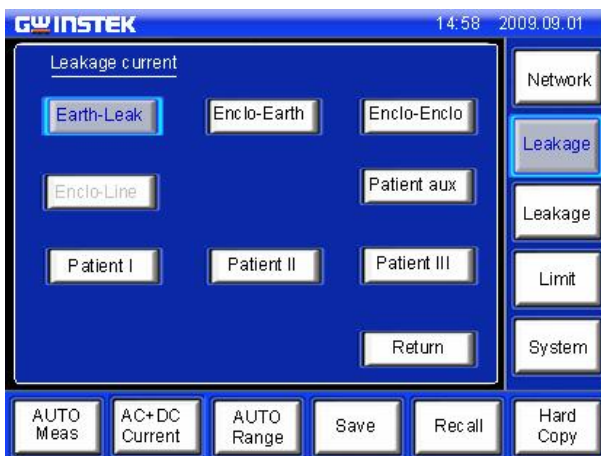 GWINSTEK 14:58 2009.09.01
Leakage current
Earth-Leak Enclo-Earth Enclo-Enclo
Enclo-Line Patient aux
Patient I Patient II Patient III
Return
Network
Leakage
Leakage
Limit
System
AUTO Meas
AC+DC Current
AUTO Range
Save
Recall
Hard Copy